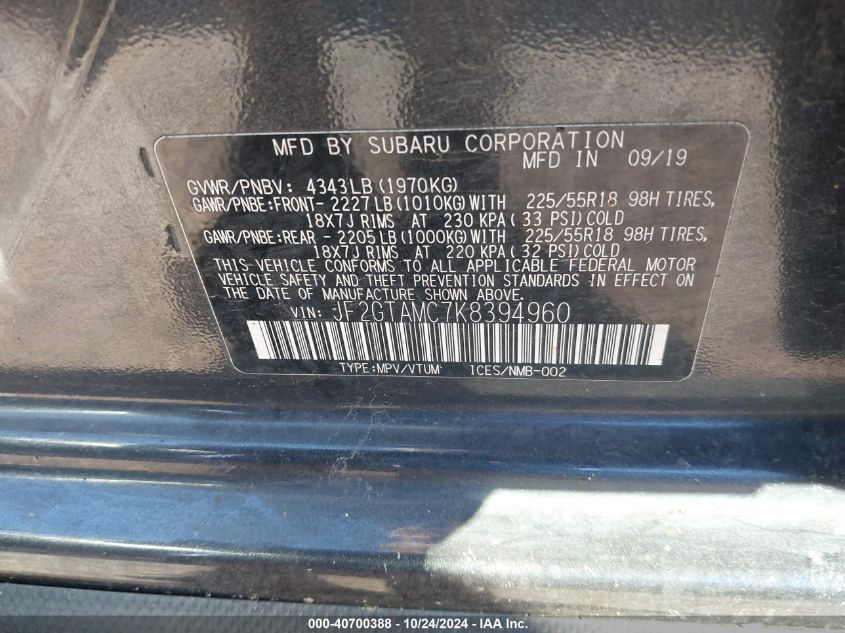 MFD BY SUBARU CORPORATION
MFD IN 09/19
GVWR/PNBV: 4343LB (1970KG)
GAWR/PNBE:FRONT- 2227LB (1010KG)WITH 225/55R18 98H TIRES,
18X7J RIMS AT 230 KPA( 33 PSI)COLD
GAWR/PNBE:REAR - 2205LB (1000KG)WITH 225/55R18 98H TIRES,
18X7J RIMS AT 220 KPA( 32 PSI)COLD
THIS VEHICLE CONFORMS TO ALL APPLICABLE FEDERAL MOTOR
VEHICLE SAFETY AND THEFT PREVENTION STANDARDS IN EFFECT ON
THE DATE OF MANUFACTURE SHOWN ABOVE.
VIN: JF2GTAMC7K8394960
TYPE:MPV/VTUM ICES/NMB-002
000-40700388 - 10/24/2024 - IAA Inc.